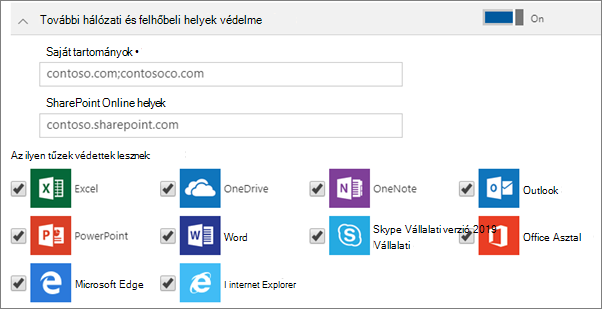 További hálózati és felhőbeli helyek védelme
On
Saját tartományok •
contoso.com;contosoco.com
SharePoint Online helyek
contoso.sharepoint.com
Az ilyen tűzek védettek lesznek:
Excel OneDrive OneNote Outlook
PowerPoint Word Skype Vállalati verzió 2019 Vállalati Office Asztal
Microsoft Edge I internet Explorer